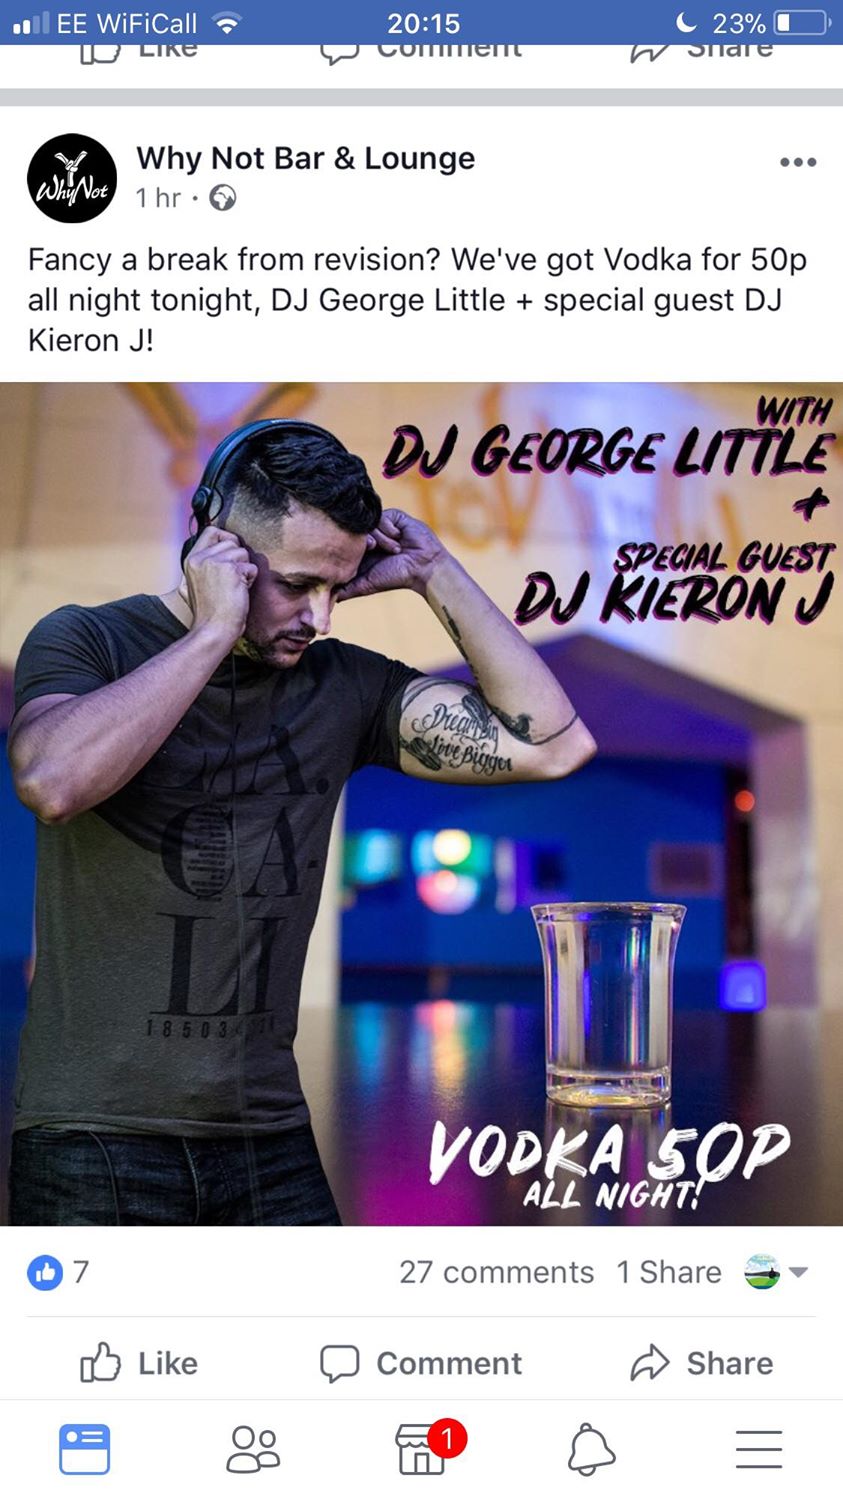 EE WiFiCall 20:15 23%
Like Comment Share
WhyNot
Why Not Bar & Lounge
1 hr
Fancy a break from revision? We've got Vodka for 50p
all night tonight, DJ George Little + special guest DJ
Kieron J!
WITH
DJ GEORGE LITTLE
+
SPECIAL GUEST
DJ KIERON J
Dream Big
Live Bigger
CA.
LI
VODKA 50P
ALL NIGHT!
7 27 comments 1 Share
Like Comment Share
1